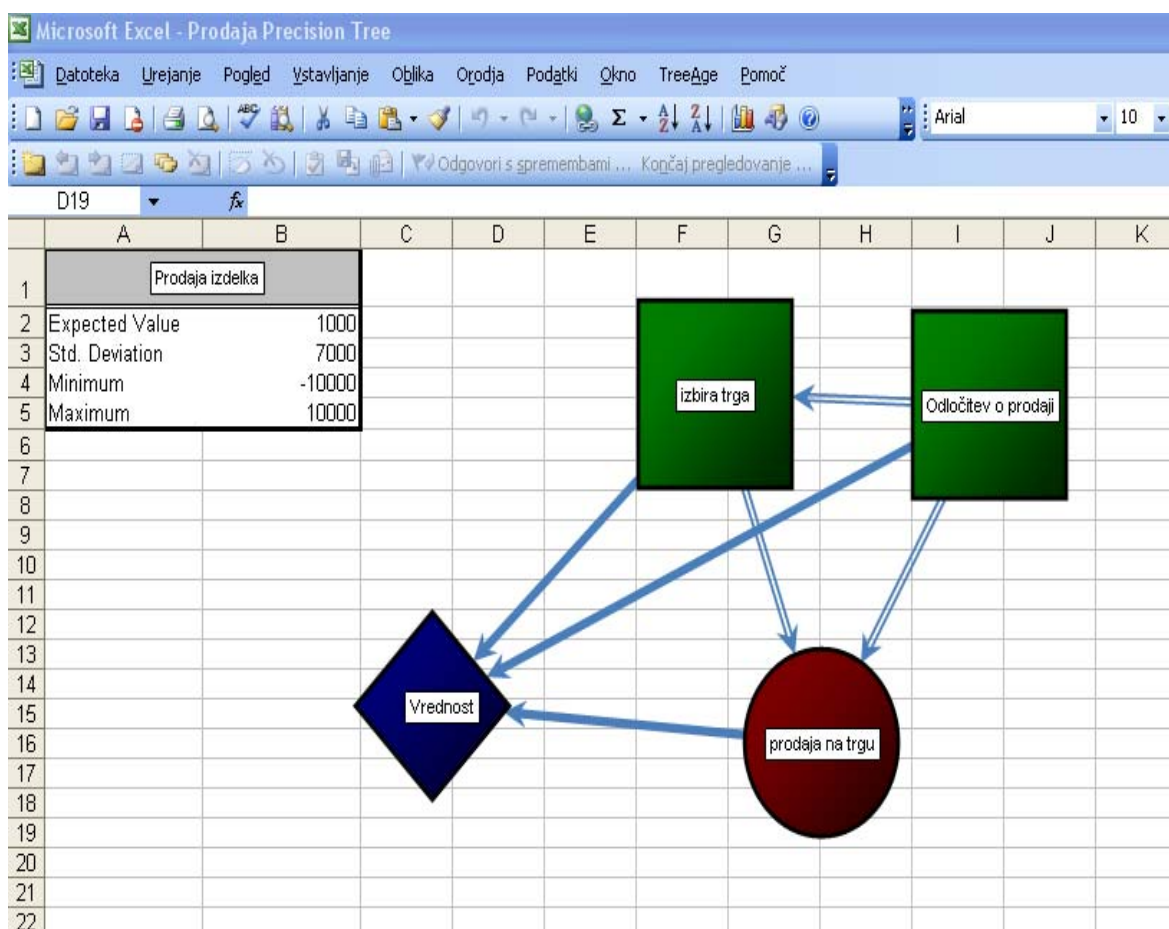 Microsoft Excel - Prodaja Precision Tree
Datoteka Urejanje Pogled Vstavljanje Oblika Orodja Podatki Okno TreeAge Pomoč
Arial 10
Odgovori s spremembami ... Končaj pregledovanje ...
D19 fx
A B C D E F G H I J K
1 Prodaja izdelka
2 Expected Value 1000
3 Std. Deviation 7000
4 Minimum -10000
5 Maximum 10000
izbira trga
Odločitev o prodaji
6
7
8
9
10
11
12
13
14
15
Vrednost
16
prodaja na trgu
17
18
19
20
21
22